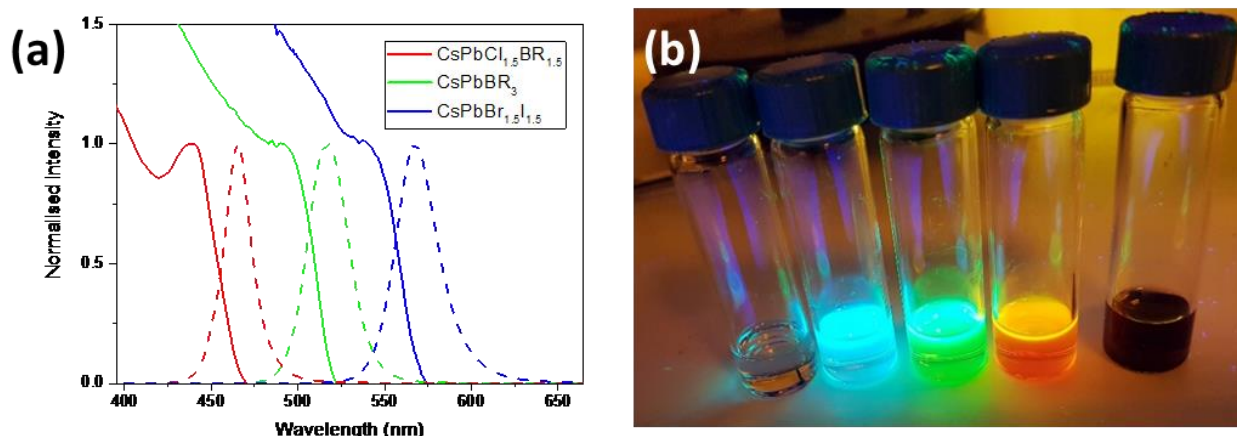 (a)
1.5
1.0
0.5
0.0
Normalised Intensity
CsPbCl1.5BR1.5
CsPbBR3
CsPbBr1.5I1.5
400 450 500 550 600 650
Wavelength (nm)
(b)